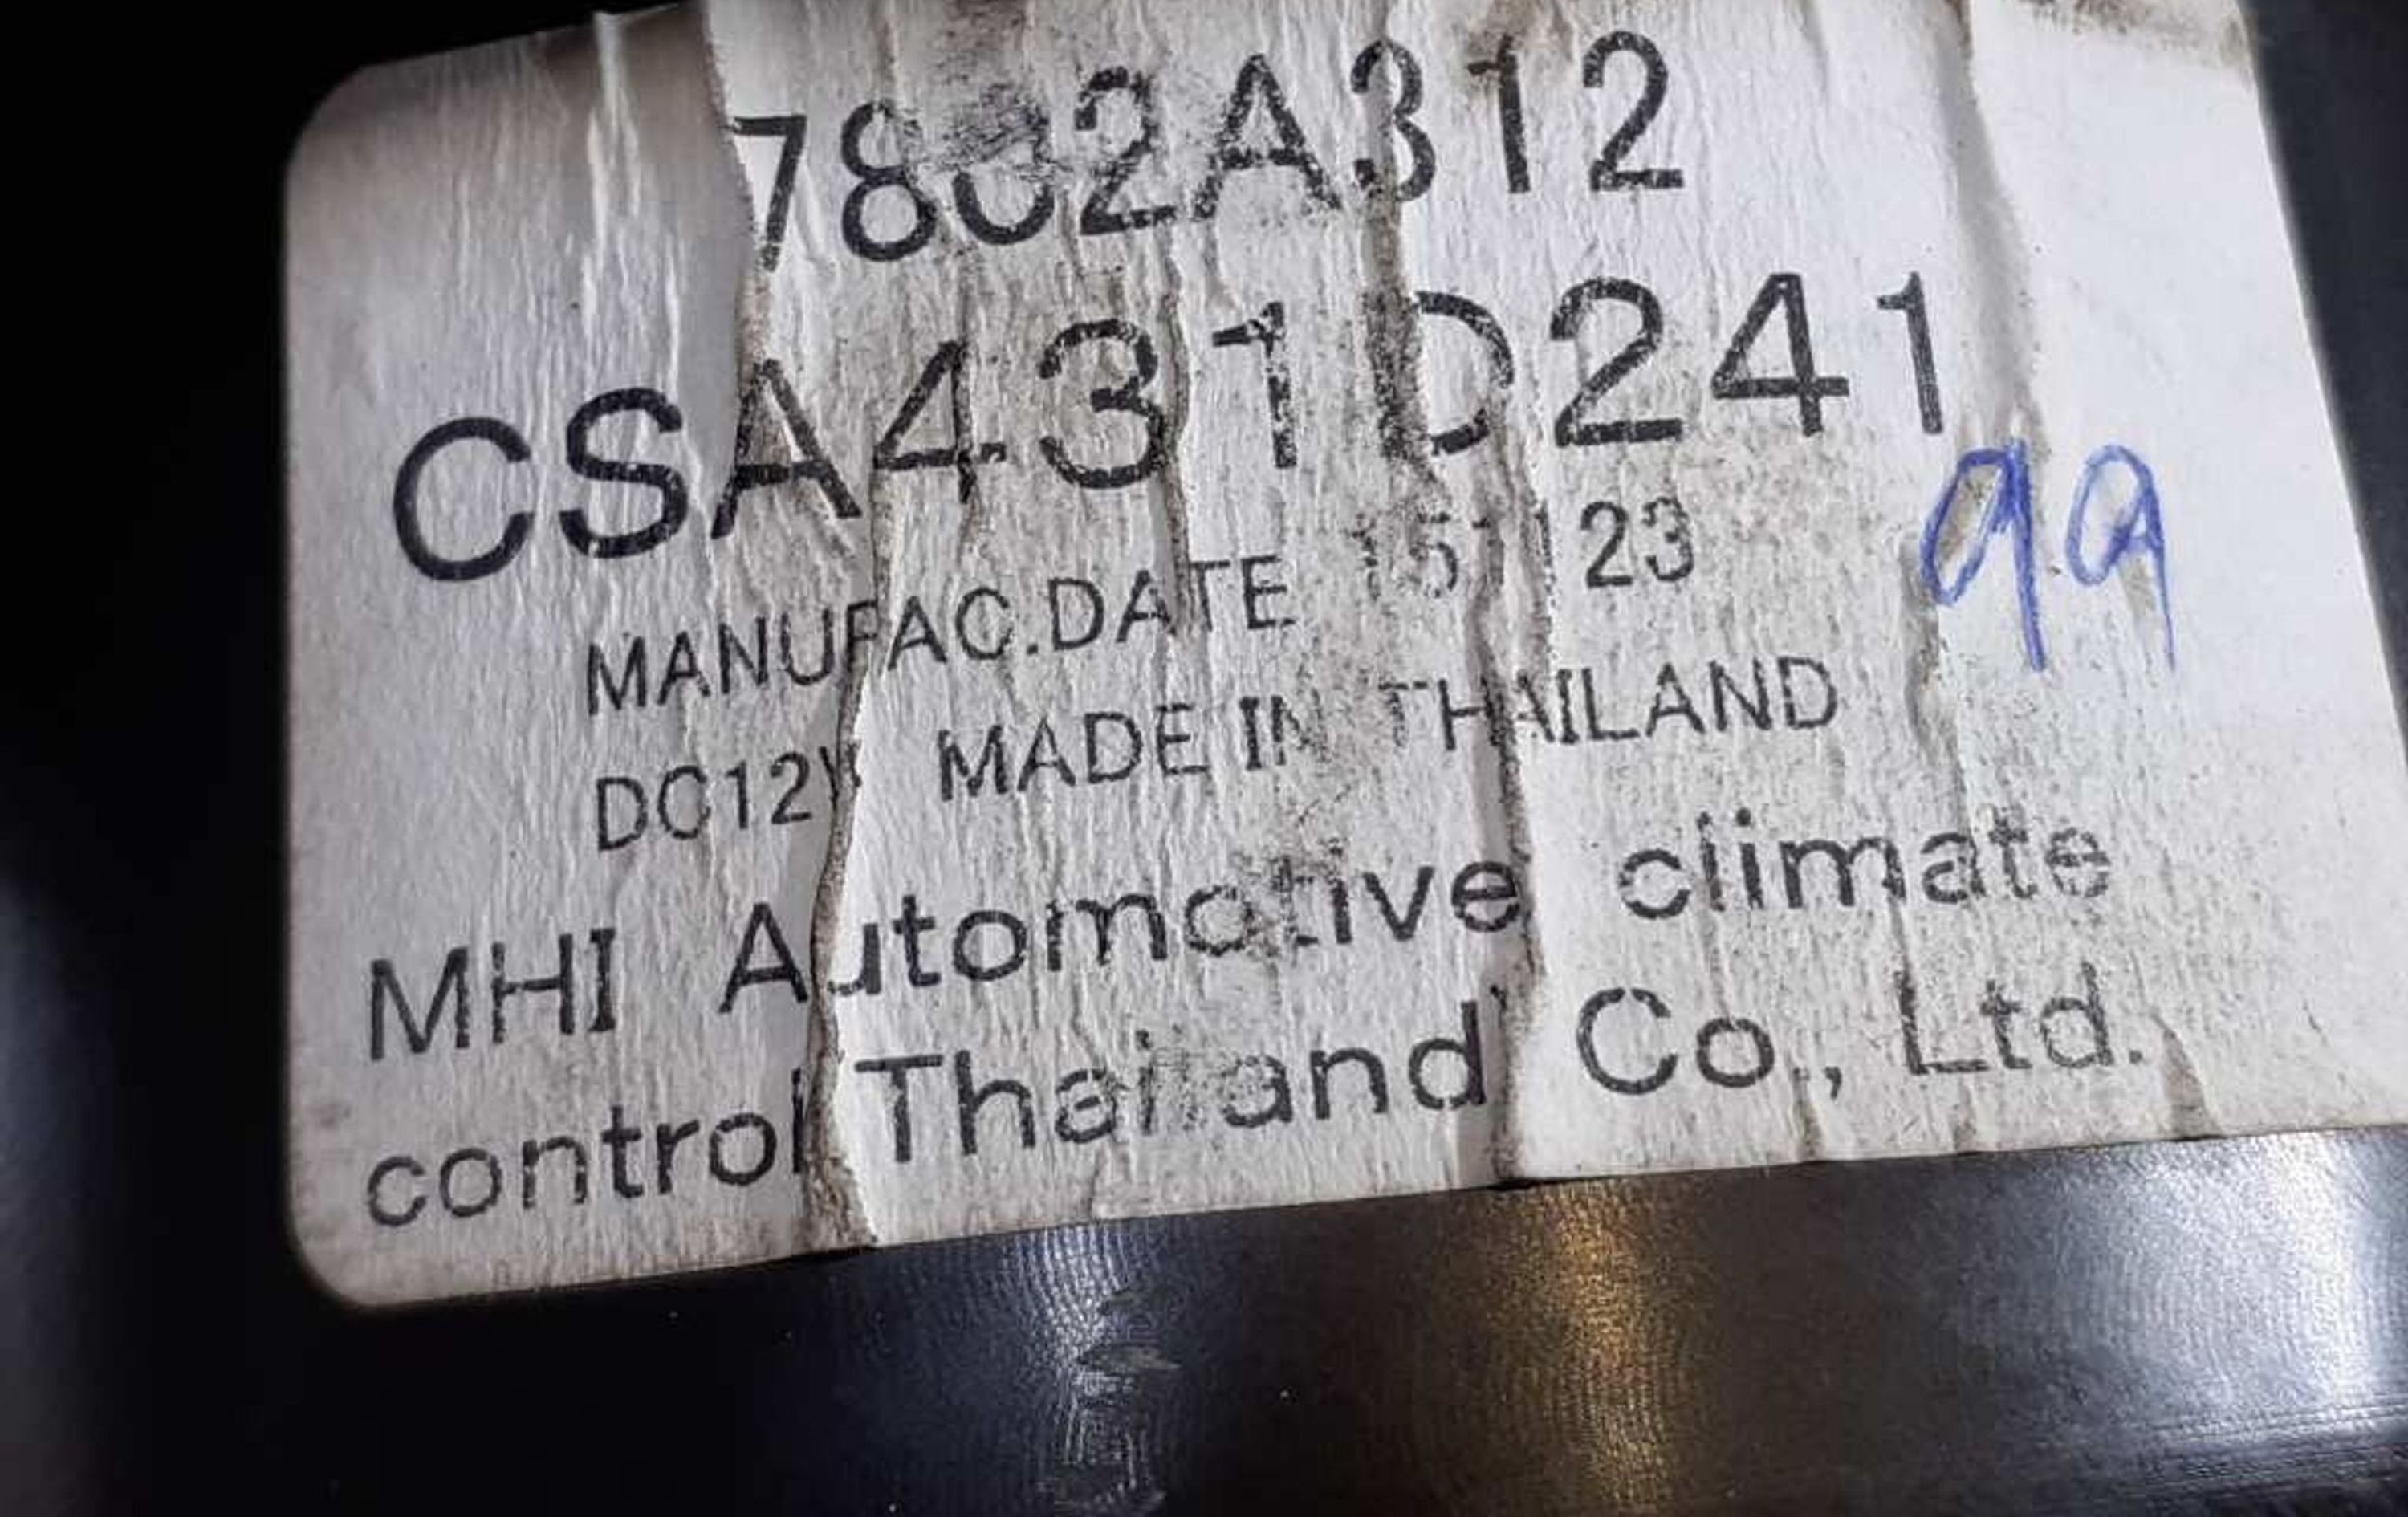 7802A312
CSA431D241
MANUFAC.DATE 151123
99
DC12V MADE IN THAILAND
MHI Automotive climate
control Thailand Co., Ltd.